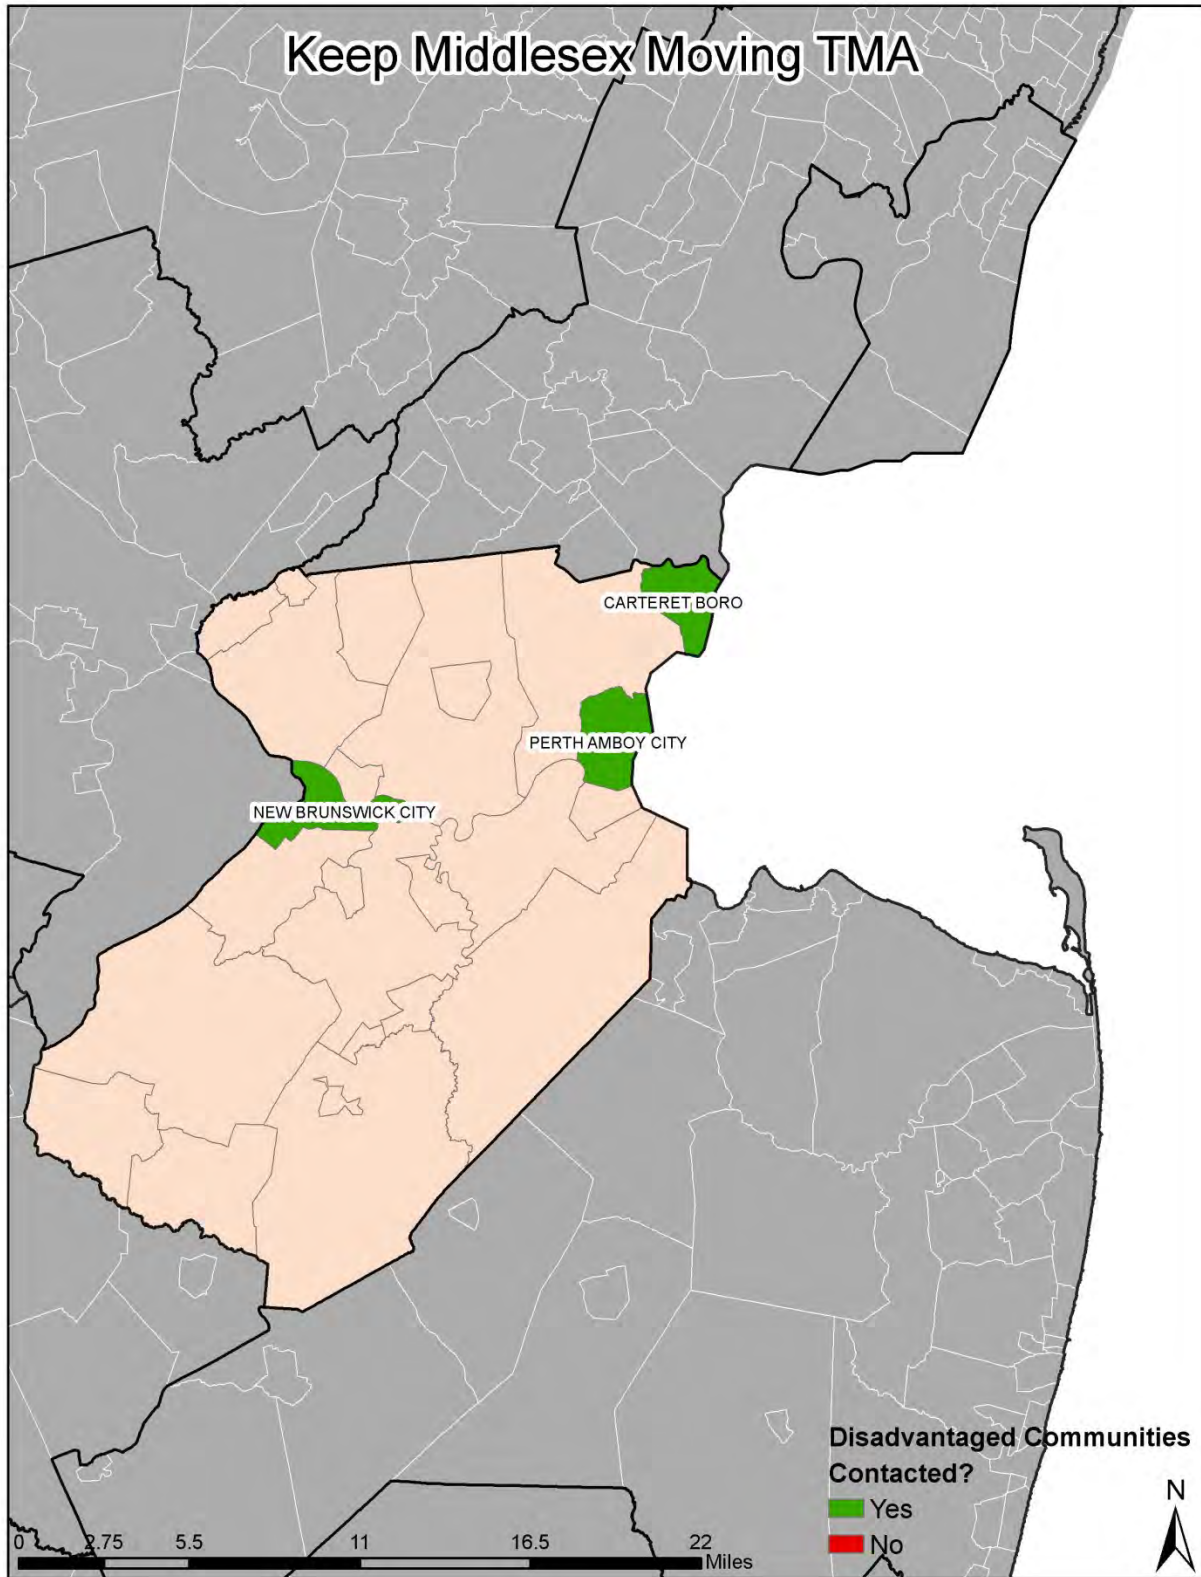 Keep Middlesex Moving TMA
CARTERET BORO
PERTH AMBOY CITY
NEW BRUNSWICK CITY
Disadvantaged Communities
Contacted?
Yes
No
N
0 2.75 5.5 11 16.5 22
Miles